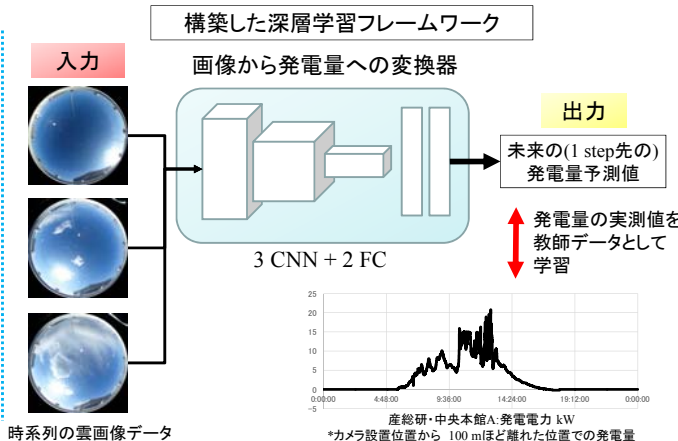 構築した深層学習フレームワーク
入力
画像から発電量への変換器
出力
未来の(1 step先の)
発電量予測値
3 CNN + 2 FC
発電量の実測値を
教師データとして
学習
25
20
15
10
5
0
-5
0:00:00 4:48:00 9:36:00 14:24:00 19:12:00 0:00:00
産総研・中央本館A:発電電力 kW
*カメラ設置位置から 100 mほど離れた位置での発電量
時系列の雲画像データ